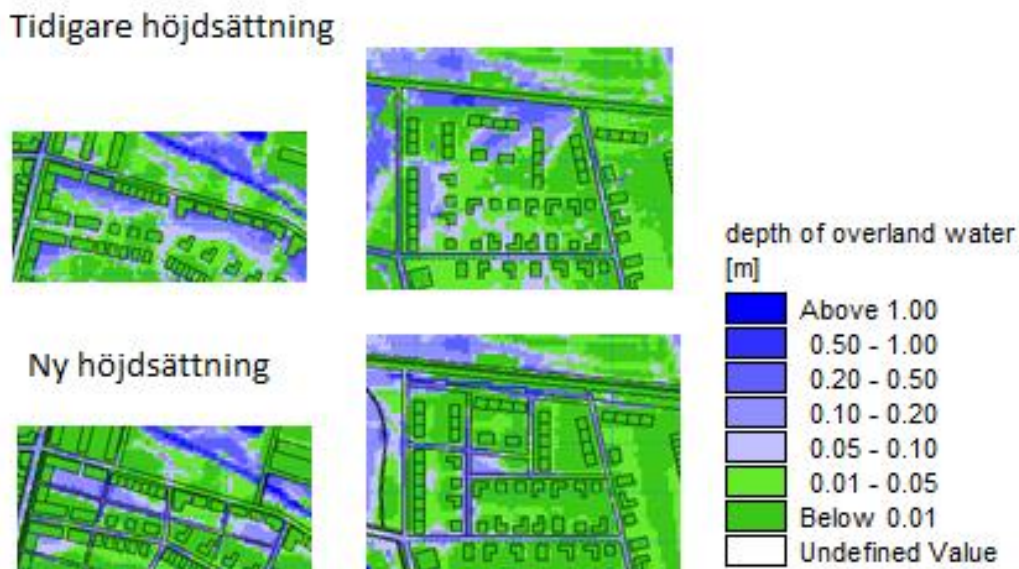 Tidigare höjdsättning
Ny höjdsättning
depth of overland water
[m]
Above 1.00
0.50 - 1.00
0.20 - 0.50
0.10 - 0.20
0.05 - 0.10
0.01 - 0.05
Below 0.01
Undefined Value